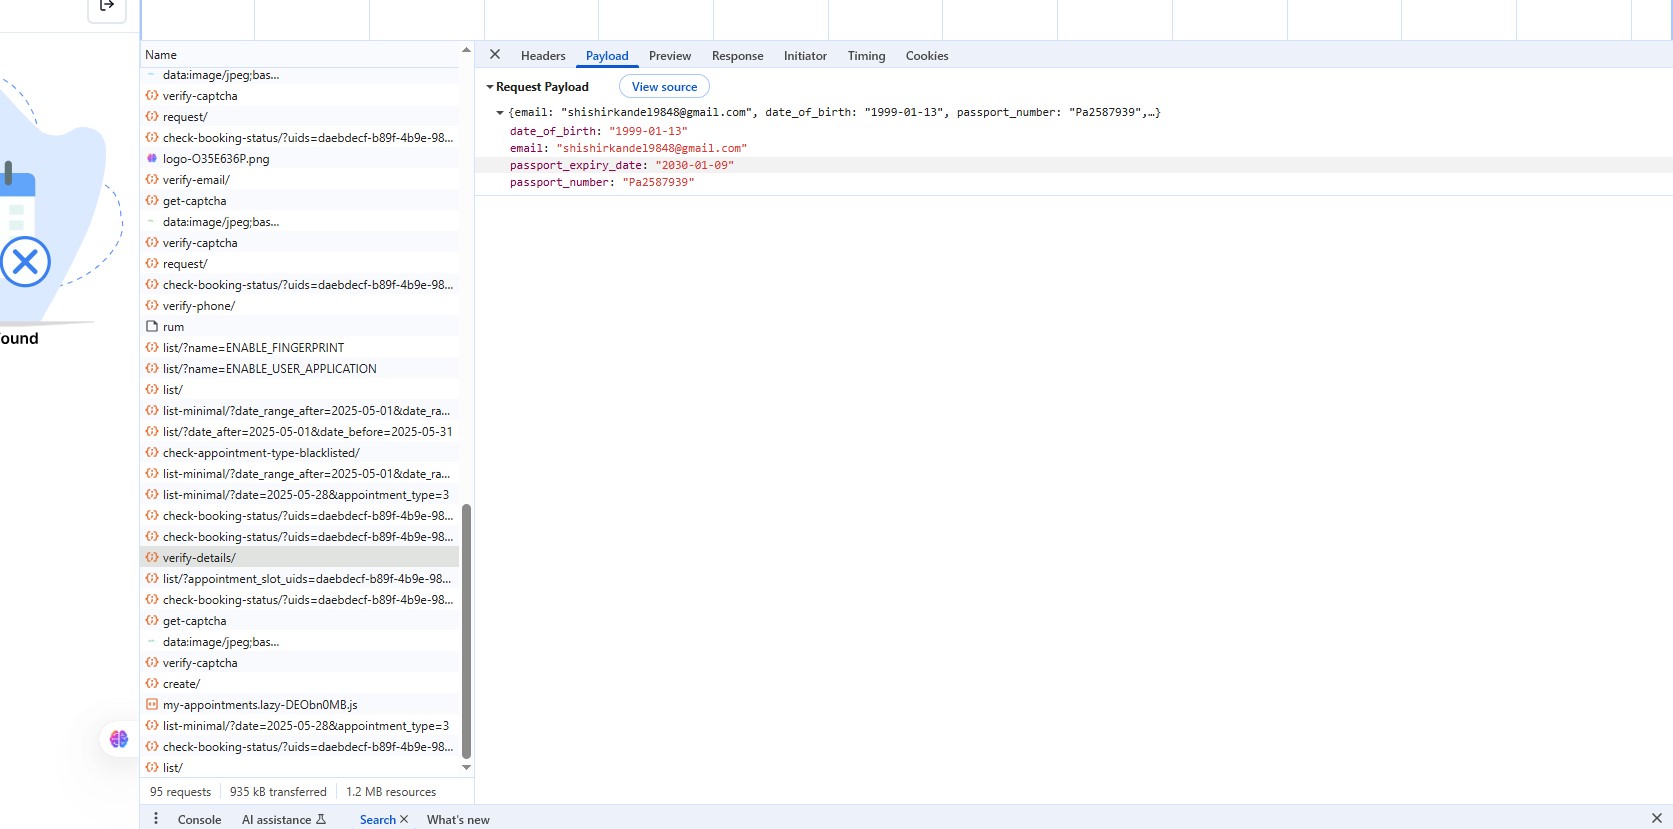 ound
Name
data:image/jpeg;bas...
verify-captcha
request/
check-booking-status/?uids=daebdecf-b89f-4b9e-98...
logo-O35E636P.png
verify-email/
get-captcha
data:image/jpeg;bas...
verify-captcha
request/
check-booking-status/?uids=daebdecf-b89f-4b9e-98...
verify-phone/
rum
list/?name=ENABLE_FINGERPRINT
list/?name=ENABLE_USER_APPLICATION
list/
list-minimal/?date_range_after=2025-05-01&date_ra...
list/?date_after=2025-05-01&date_before=2025-05-31
check-appointment-type-blacklisted/
list-minimal/?date_range_after=2025-05-01&date_ra...
list-minimal/?date=2025-05-28&appointment_type=3
check-booking-status/?uids=daebdecf-b89f-4b9e-98...
check-booking-status/?uids=daebdecf-b89f-4b9e-98...
verify-details/
list/?appointment_slot_uids=daebdecf-b89f-4b9e-98...
check-booking-status/?uids=daebdecf-b89f-4b9e-98...
get-captcha
data:image/jpeg;bas...
verify-captcha
create/
my-appointments.lazy-DEObn0MB.js
list-minimal/?date=2025-05-28&appointment_type=3
check-booking-status/?uids=daebdecf-b89f-4b9e-98...
list/
95 requests 935 kB transferred 1.2 MB resources
Headers Payload Preview Response Initiator Timing Cookies
Request Payload View source
{email: "shishirkandel9848@gmail.com", date_of_birth: "1999-01-13", passport_number: "Pa2587939",…}
date_of_birth: "1999-01-13"
email: "shishirkandel9848@gmail.com"
passport_expiry_date: "2030-01-09"
passport_number: "Pa2587939"
Console AI assistance Search What's new